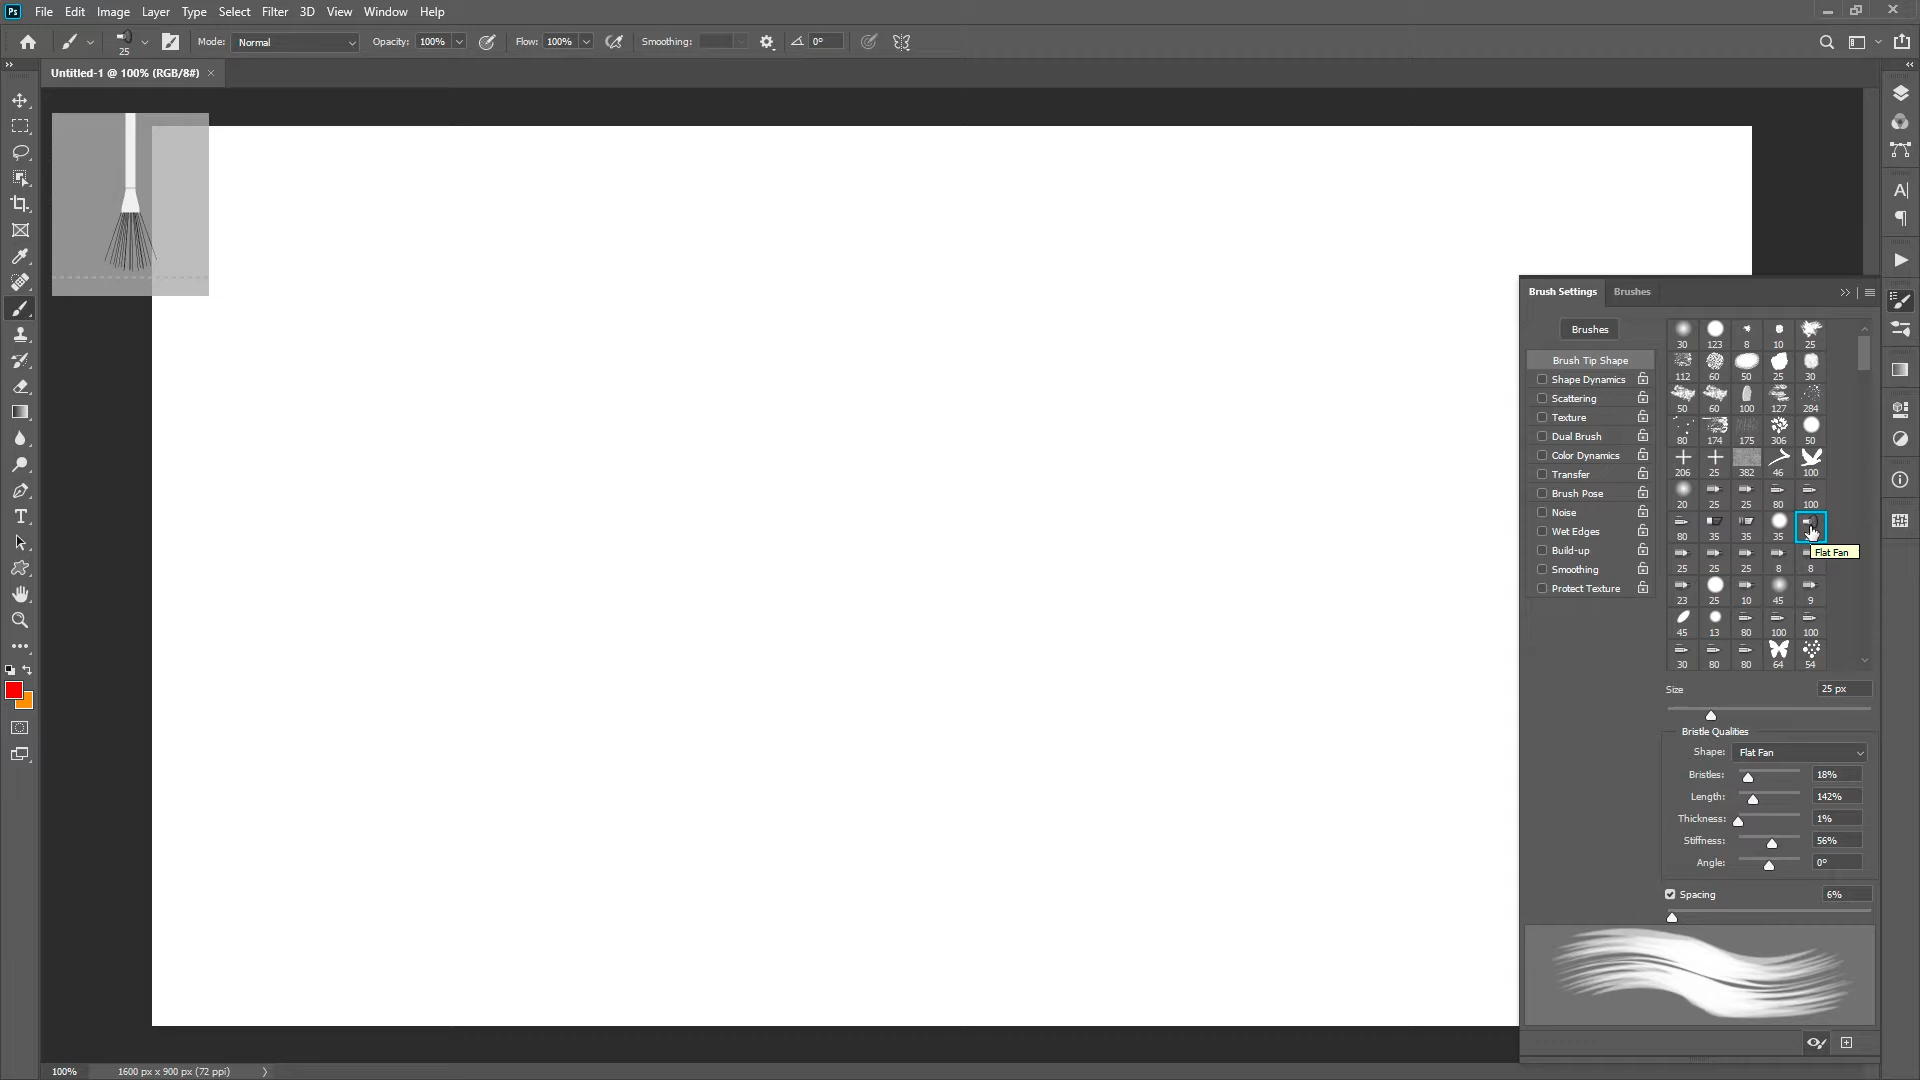 Ps File Edit Image Layer Type Select Filter 3D View Window Help
25 Mode: Normal Opacity: 100% Flow: 100% Smoothing: 0°
Untitled-1 @ 100% (RGB/8#)
Brush Settings Brushes
Brushes
Brush Tip Shape
Shape Dynamics
Scattering
Texture
Dual Brush
Color Dynamics
Transfer
Brush Pose
Noise
Wet Edges
Build-up
Smoothing
Protect Texture
30 123 8 10 25
112 60 50 25 30
50 60 100 127 284
80 174 175 306 50
206 25 382 46 100
20 25 25 80 100
80 35 35 35
Flat Fan
25 25 25 8 8
23 25 10 45 9
45 13 80 100 100
30 80 80 64 54
Size 25 px
Bristle Qualities
Shape: Flat Fan
Bristles: 18%
Length: 142%
Thickness: 1%
Stiffness: 56%
Angle: 0°
Spacing 6%
T
A
100% 1600 px x 900 px (72 ppi)